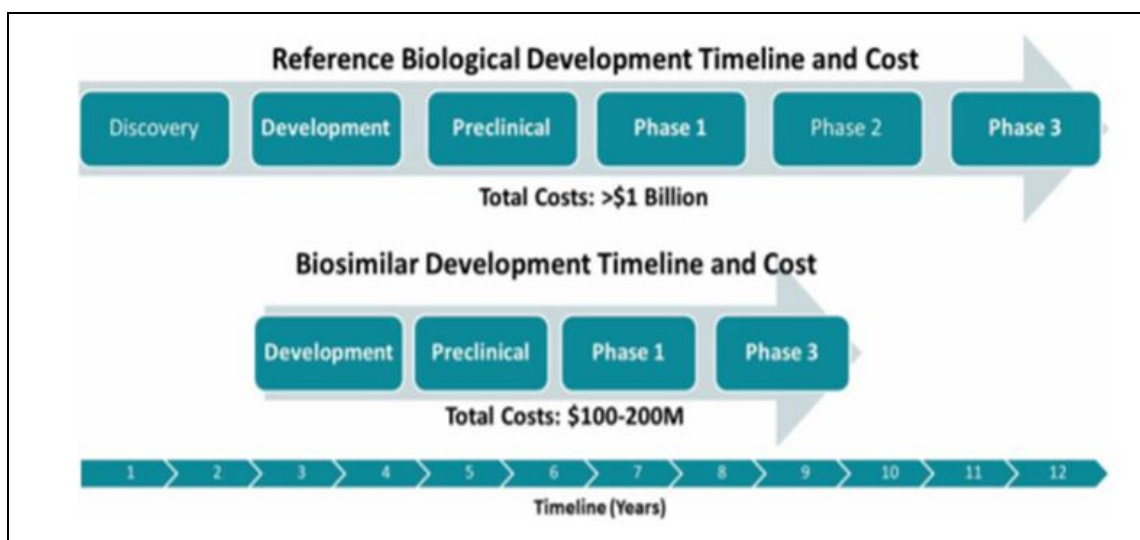 Reference Biological Development Timeline and Cost
Discovery Development Preclinical Phase 1 Phase 2 Phase 3
Total Costs: >$1 Billion
Biosimilar Development Timeline and Cost
Development Preclinical Phase 1 Phase 3
Total Costs: $100-200M
1 2 3 4 5 6 7 8 9 10 11 12
Timeline (Years)